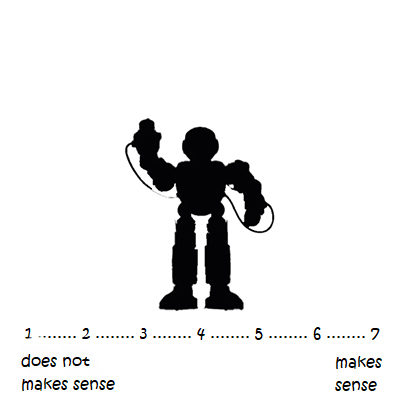 1 ........ 2 ........ 3 ........ 4 ........ 5 ........ 6 ........ 7
does not makes
makes sense sense